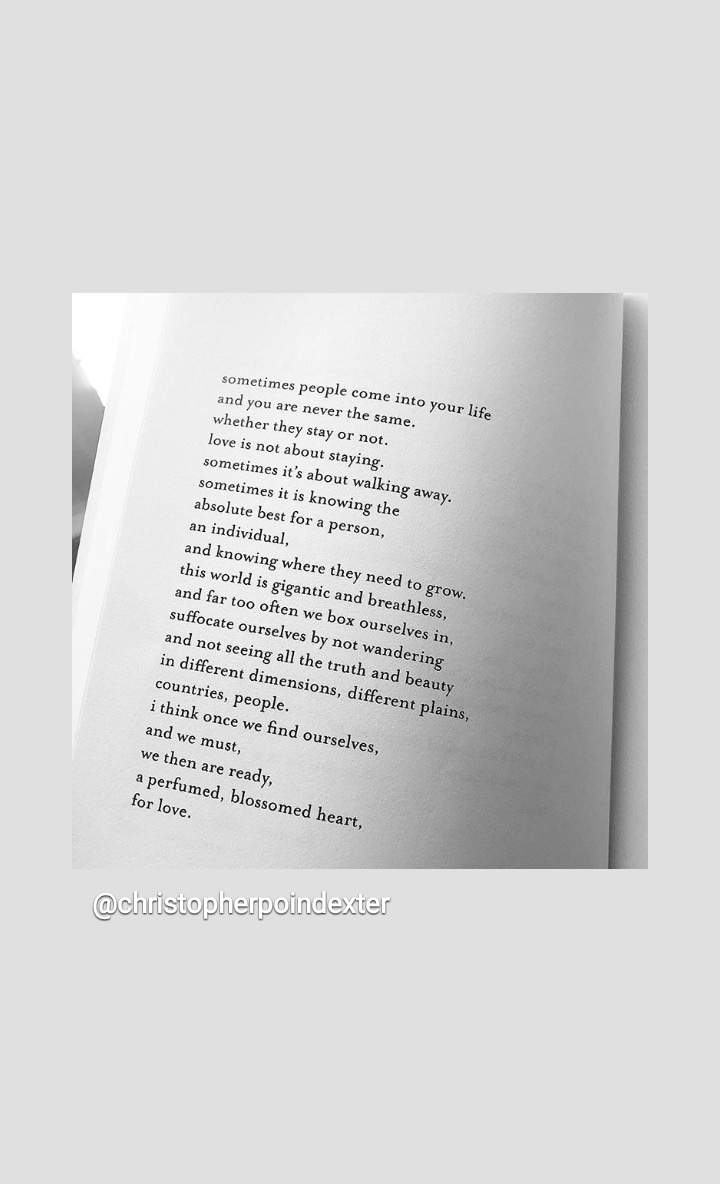 sometimes people come into your life
and you are never the same.
whether they stay or not.
love is not about staying.
sometimes it's about walking away.
sometimes it is knowing the
absolute best for a person,
an individual,
and knowing where they need to grow.
this world is gigantic and breathless,
and far too often we box ourselves in,
suffocate ourselves by not wandering
and not seeing all the truth and beauty
in different dimensions, different plains,
countries, people.
i think once we find ourselves,
and we must,
we then are ready,
a perfumed, blossomed heart,
for love.
@christopherpoindexter